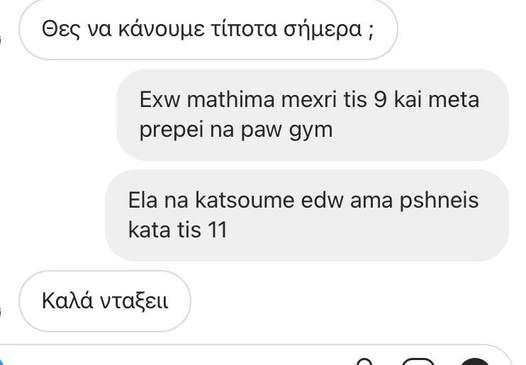 Θες να κάνουμε τίποτα σήμερα ;
Exw mathima mexri tis 9 kai meta
prepei na paw gym
Ela na katsoume edw ama pshneis
kata tis 11
Καλά νταξειι